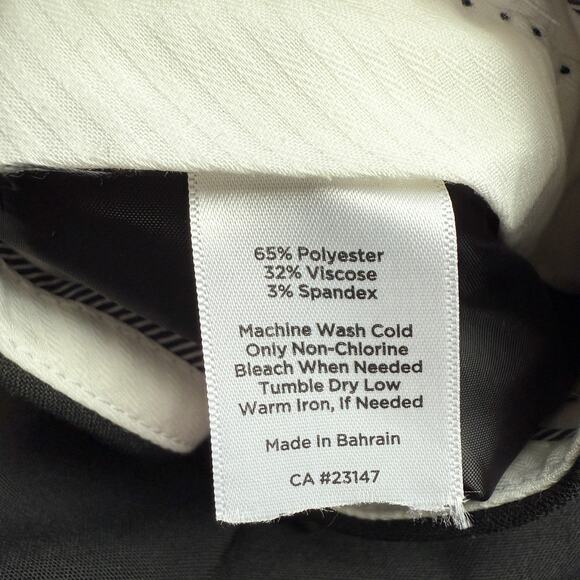 65% Polyester
32% Viscose
3% Spandex
Machine Wash Cold
Only Non-Chlorine
Bleach When Needed
Tumble Dry Low
Warm Iron, If Needed
Made In Bahrain
CA #23147